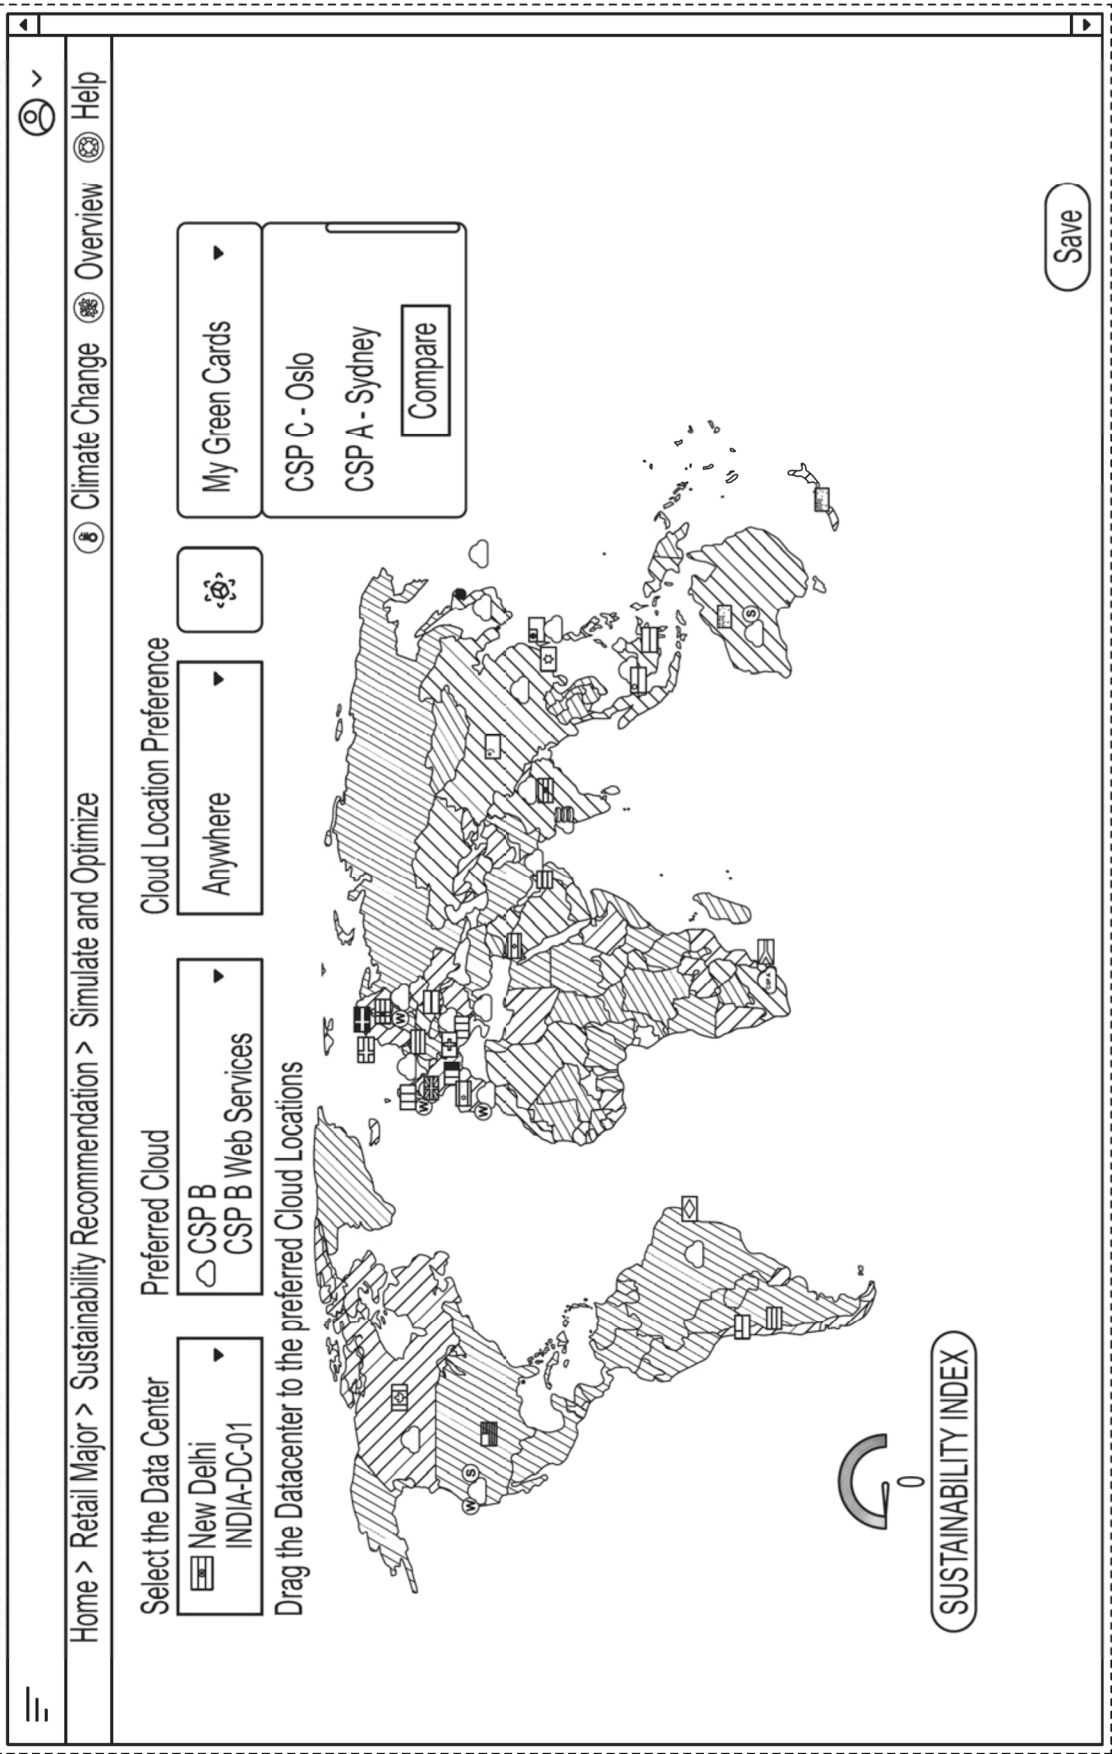 Home > Retail Major > Sustainability Recommendation > Simulate and Optimize
Climate Change Overview Help
Select the Data Center
New Delhi
INDIA-DC-01
Preferred Cloud
CSP B
CSP B Web Services
Cloud Location Preference
Anywhere
My Green Cards
CSP C - Oslo
CSP A - Sydney
Compare
Drag the Datacenter to the preferred Cloud Locations
W
S
W
W
W
S
CSP A
0
SUSTAINABILITY INDEX
Save